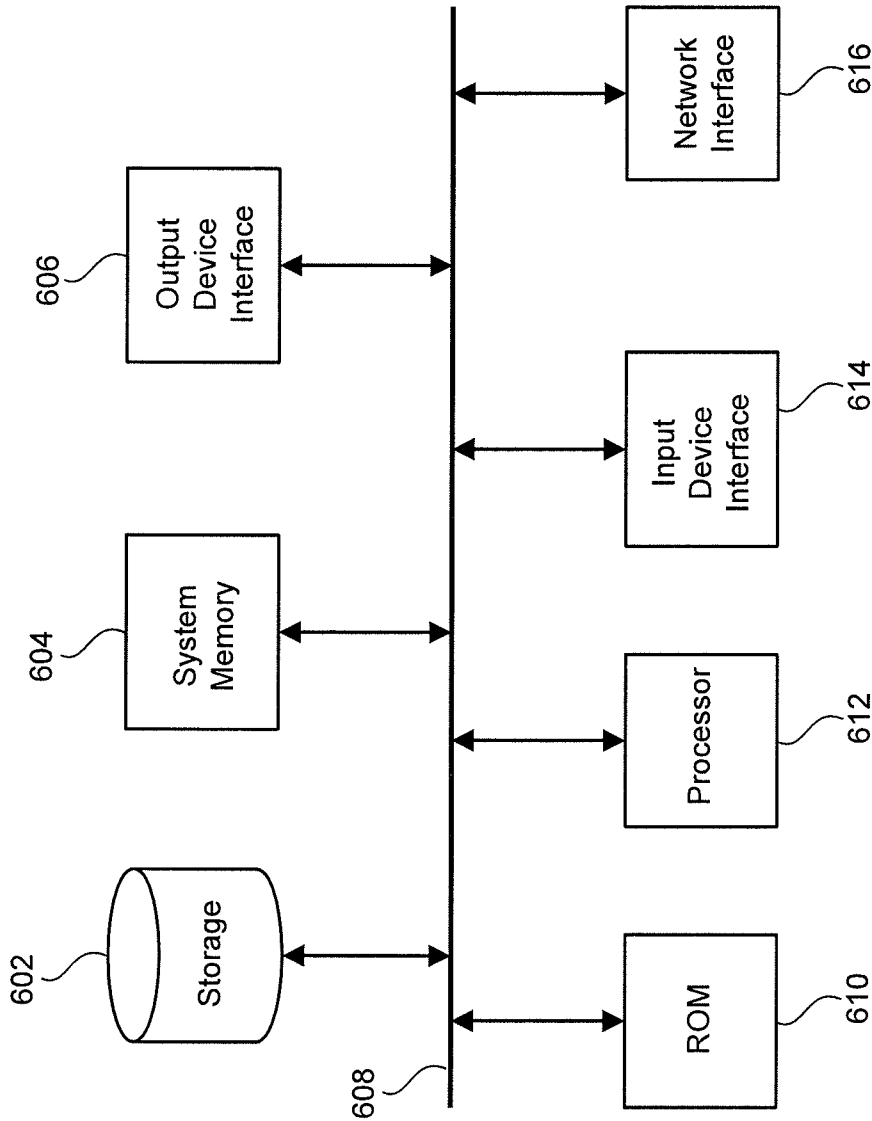 602
Storage
604
System
Memory
606
Output
Device
Interface
608
610
ROM
612
Processor
614
Input
Device
Interface
616
Network
Interface